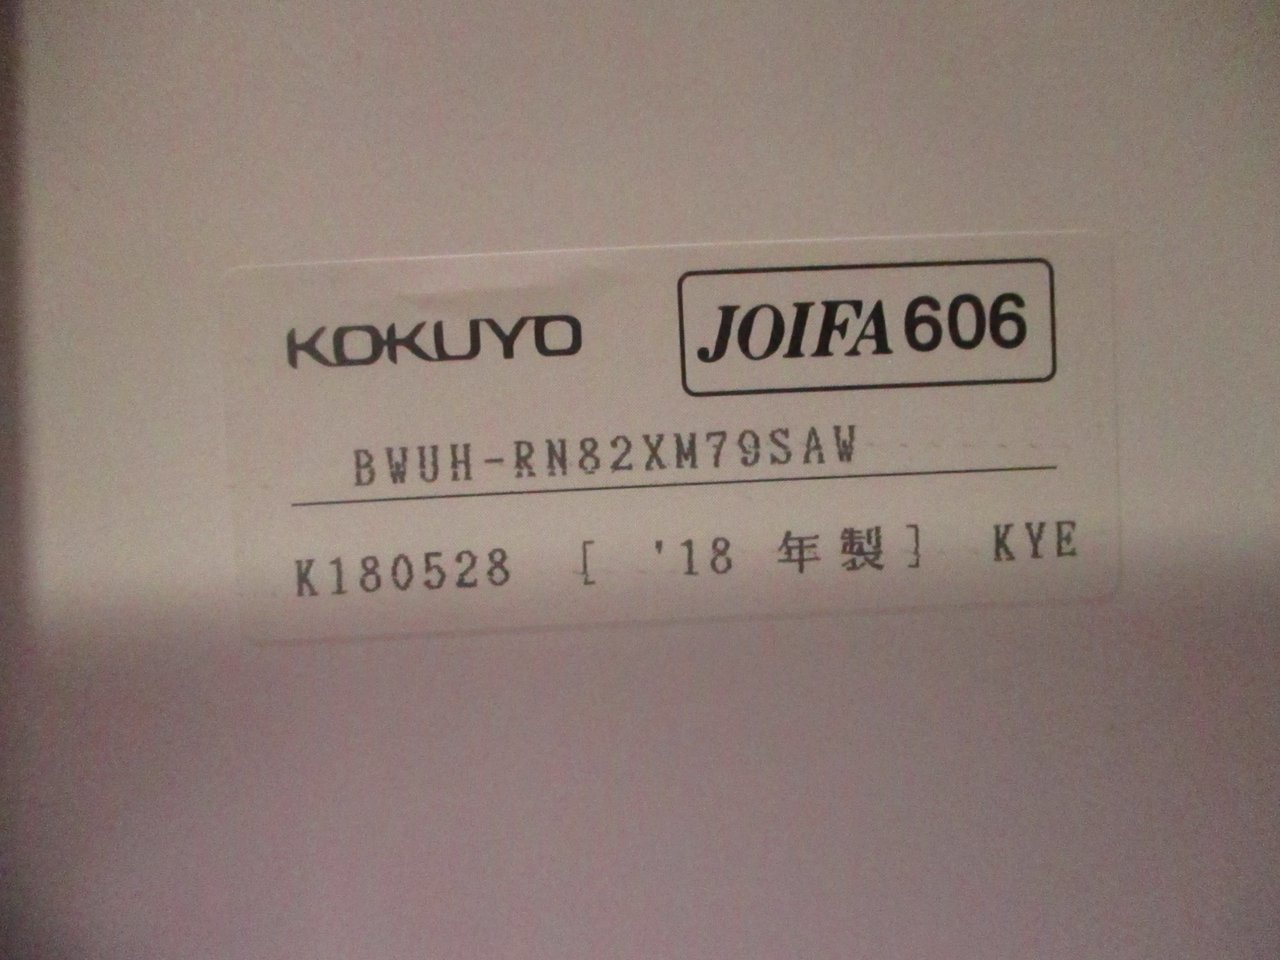 KOKUYO JOIFA606
BWUH-RN82XM79SAW
K180528 [ '18 年製] KYE